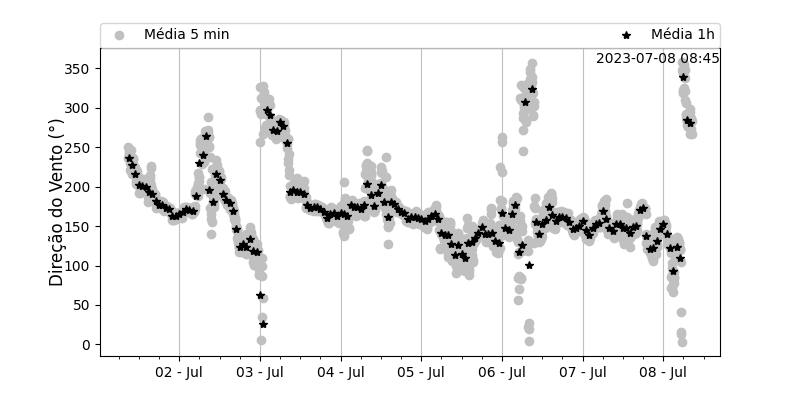 Média 5 min
Média 1h
2023-07-08 08:45
Direção do Vento (°)
350
300
250
200
150
100
50
0
02 - Jul
03 - Jul
04 - Jul
05 - Jul
06 - Jul
07 - Jul
08 - Jul